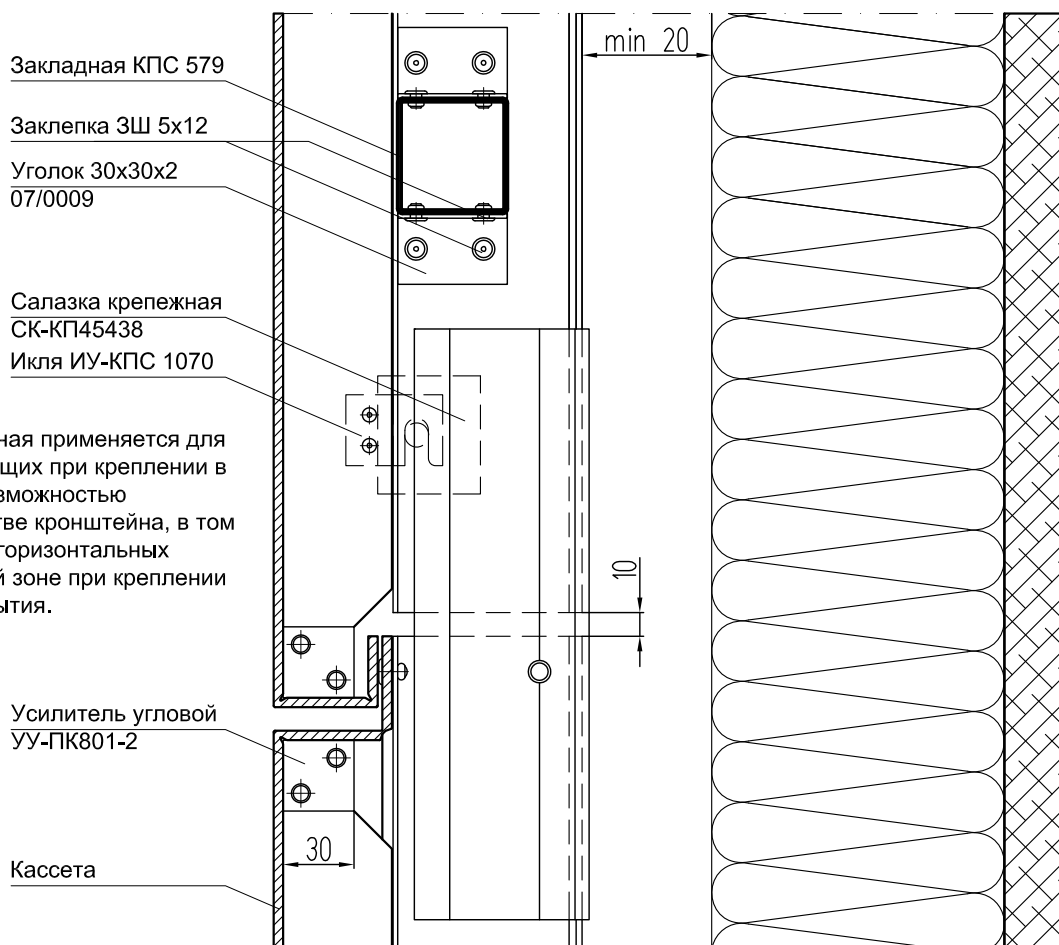 min 20
Закладная КПС 579
Заклепка ЗШ 5х12
Уголок 30х30х2
07/0009
Салазка крепежная
СК-КП45438
Икля ИУ-КПС 1070
ная применяется для
щих при креплении в
зможностью
тве кронштейна, в том
горизонтальных
й зоне при креплении
ытия.
10
Усилитель угловой
УУ-ПК801-2
30
Кассета